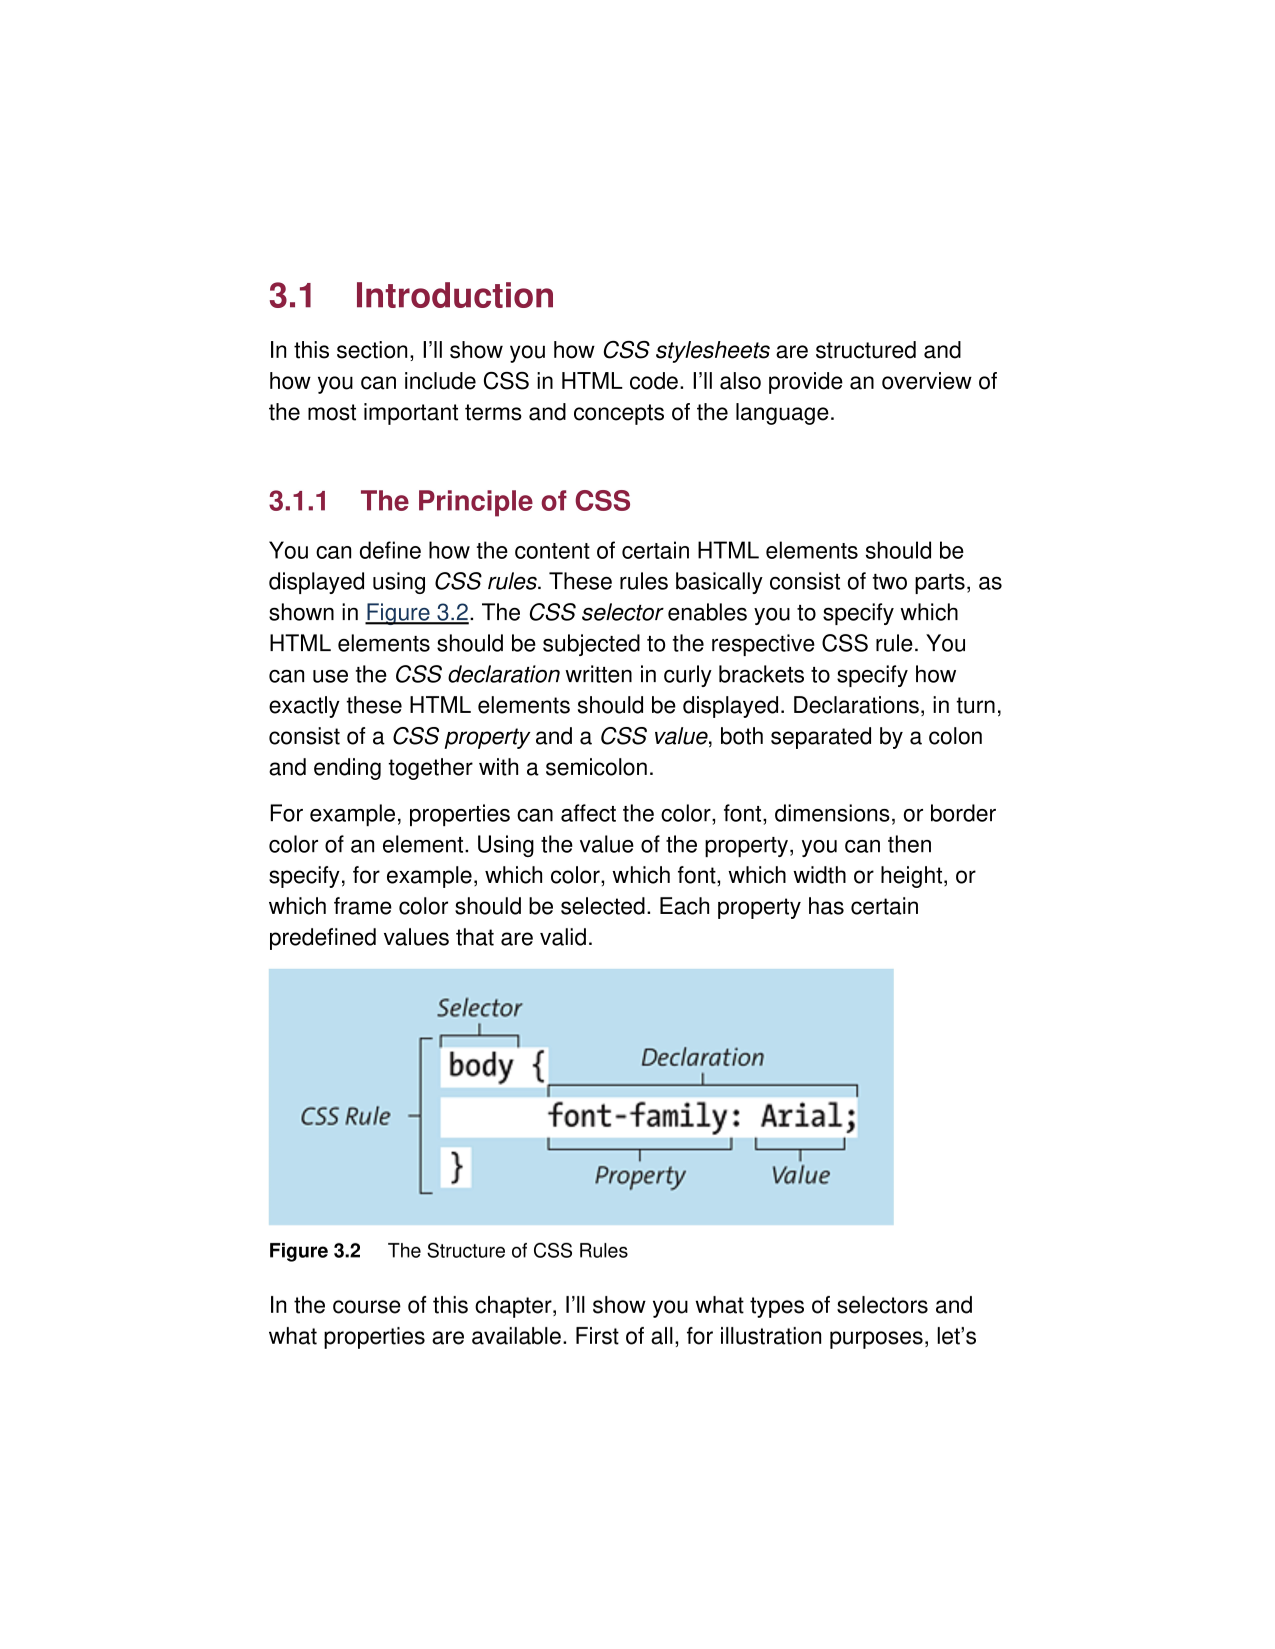 3.1 Introduction
In this section, I'll show you how CSS stylesheets are structured and
how you can include CSS in HTML code. I'll also provide an overview of
the most important terms and concepts of the language.
3.1.1 The Principle of CSS
You can define how the content of certain HTML elements should be
displayed using CSS rules. These rules basically consist of two parts, as
shown in Figure 3.2. The CSS selector enables you to specify which
HTML elements should be subjected to the respective CSS rule. You
can use the CSS declaration written in curly brackets to specify how
exactly these HTML elements should be displayed. Declarations, in turn,
consist of a CSS property and a CSS value, both separated by a colon
and ending together with a semicolon.
For example, properties can affect the color, font, dimensions, or border
color of an element. Using the value of the property, you can then
specify, for example, which color, which font, which width or height, or
which frame color should be selected. Each property has certain
predefined values that are valid.
Selector
body {
Declaration
CSS Rule
font-family: Arial;
}
Property Value
Figure 3.2 The Structure of CSS Rules
In the course of this chapter, I'll show you what types of selectors and
what properties are available. First of all, for illustration purposes, let's